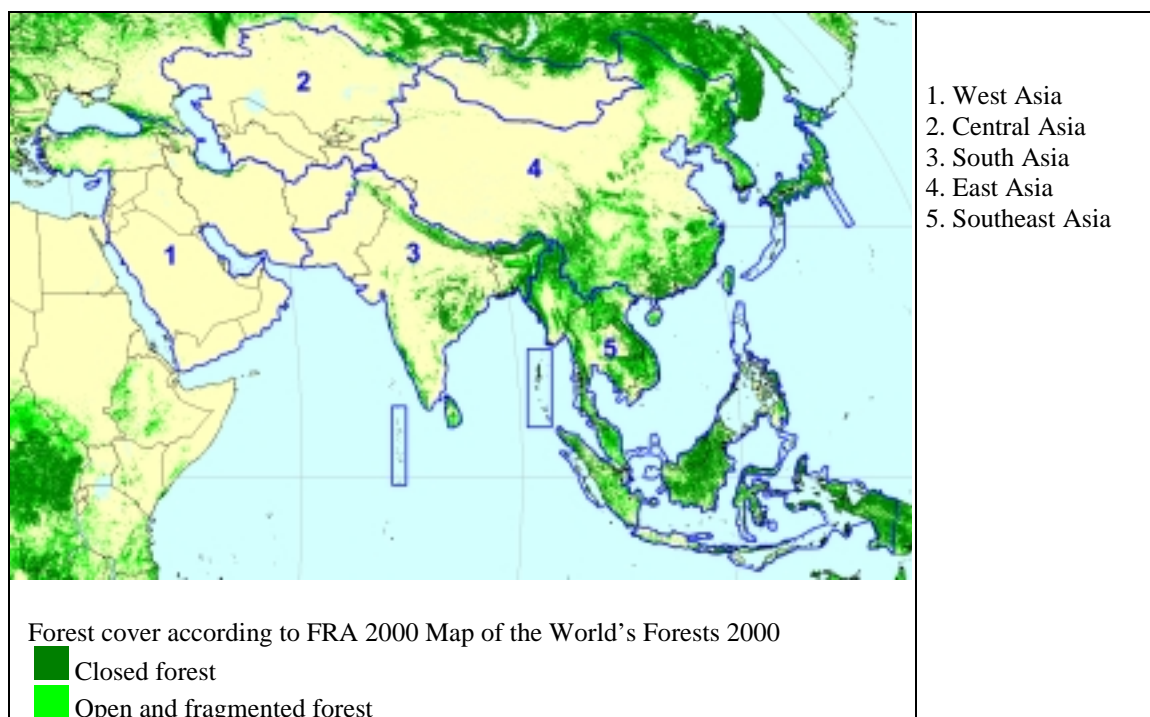 2
4
1
3
5
1. West Asia
2. Central Asia
3. South Asia
4. East Asia
5. Southeast Asia
Forest cover according to FRA 2000 Map of the World's Forests 2000
Closed forest
Open and fragmented forest